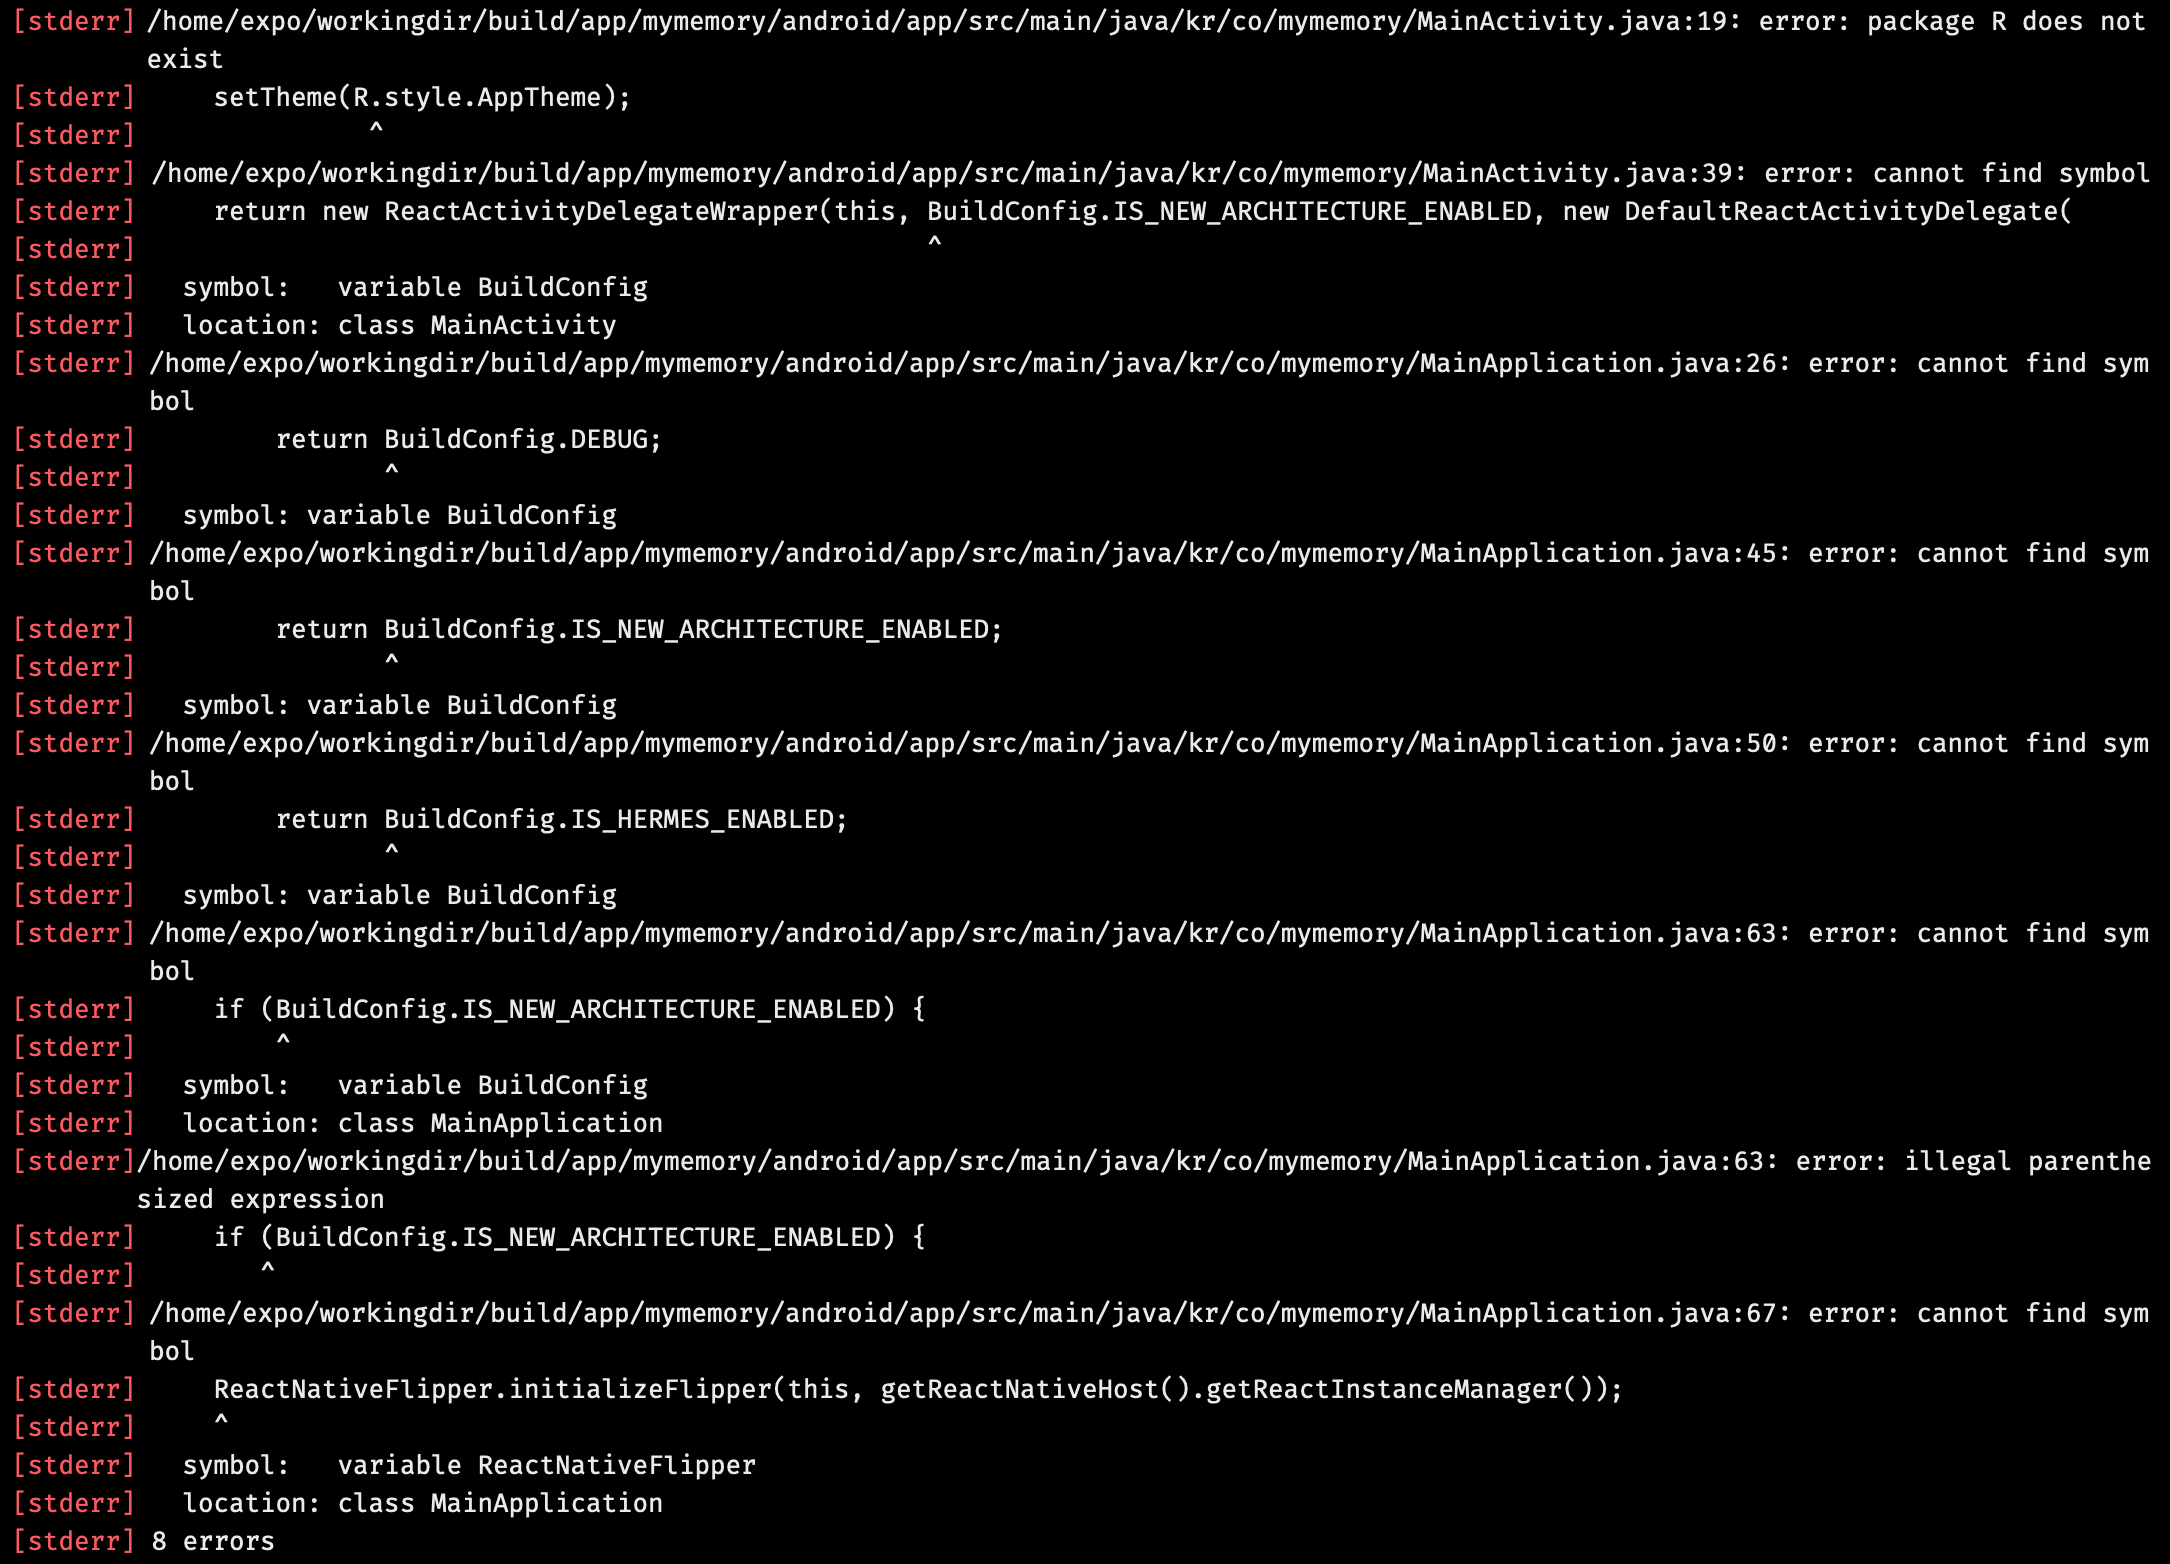 [stderr] /home/expo/workingdir/build/app/mymemory/android/app/src/main/java/kr/co/mymemory/MainActivity.java:19: error: package R does not
exist
[stderr]     setTheme(R.style.AppTheme);
[stderr]               ^
[stderr] /home/expo/workingdir/build/app/mymemory/android/app/src/main/java/kr/co/mymemory/MainActivity.java:39: error: cannot find symbol
[stderr]     return new ReactActivityDelegateWrapper(this, BuildConfig.IS_NEW_ARCHITECTURE_ENABLED, new DefaultReactActivityDelegate(
[stderr]                                                   ^
[stderr]   symbol:   variable BuildConfig
[stderr]   location: class MainActivity
[stderr] /home/expo/workingdir/build/app/mymemory/android/app/src/main/java/kr/co/mymemory/MainApplication.java:26: error: cannot find sym
bol
[stderr]         return BuildConfig.DEBUG;
[stderr]                ^
[stderr]   symbol: variable BuildConfig
[stderr] /home/expo/workingdir/build/app/mymemory/android/app/src/main/java/kr/co/mymemory/MainApplication.java:45: error: cannot find sym
bol
[stderr]         return BuildConfig.IS_NEW_ARCHITECTURE_ENABLED;
[stderr]                ^
[stderr]   symbol: variable BuildConfig
[stderr] /home/expo/workingdir/build/app/mymemory/android/app/src/main/java/kr/co/mymemory/MainApplication.java:50: error: cannot find sym
bol
[stderr]         return BuildConfig.IS_HERMES_ENABLED;
[stderr]                ^
[stderr]   symbol: variable BuildConfig
[stderr] /home/expo/workingdir/build/app/mymemory/android/app/src/main/java/kr/co/mymemory/MainApplication.java:63: error: cannot find sym
bol
[stderr]     if (BuildConfig.IS_NEW_ARCHITECTURE_ENABLED) {
[stderr]         ^
[stderr]   symbol:   variable BuildConfig
[stderr]   location: class MainApplication
[stderr]/home/expo/workingdir/build/app/mymemory/android/app/src/main/java/kr/co/mymemory/MainApplication.java:63: error: illegal parenthe
sized expression
[stderr]     if (BuildConfig.IS_NEW_ARCHITECTURE_ENABLED) {
[stderr]        ^
[stderr] /home/expo/workingdir/build/app/mymemory/android/app/src/main/java/kr/co/mymemory/MainApplication.java:67: error: cannot find sym
bol
[stderr]     ReactNativeFlipper.initializeFlipper(this, getReactNativeHost().getReactInstanceManager());
[stderr]     ^
[stderr]   symbol:   variable ReactNativeFlipper
[stderr]   location: class MainApplication
[stderr] 8 errors